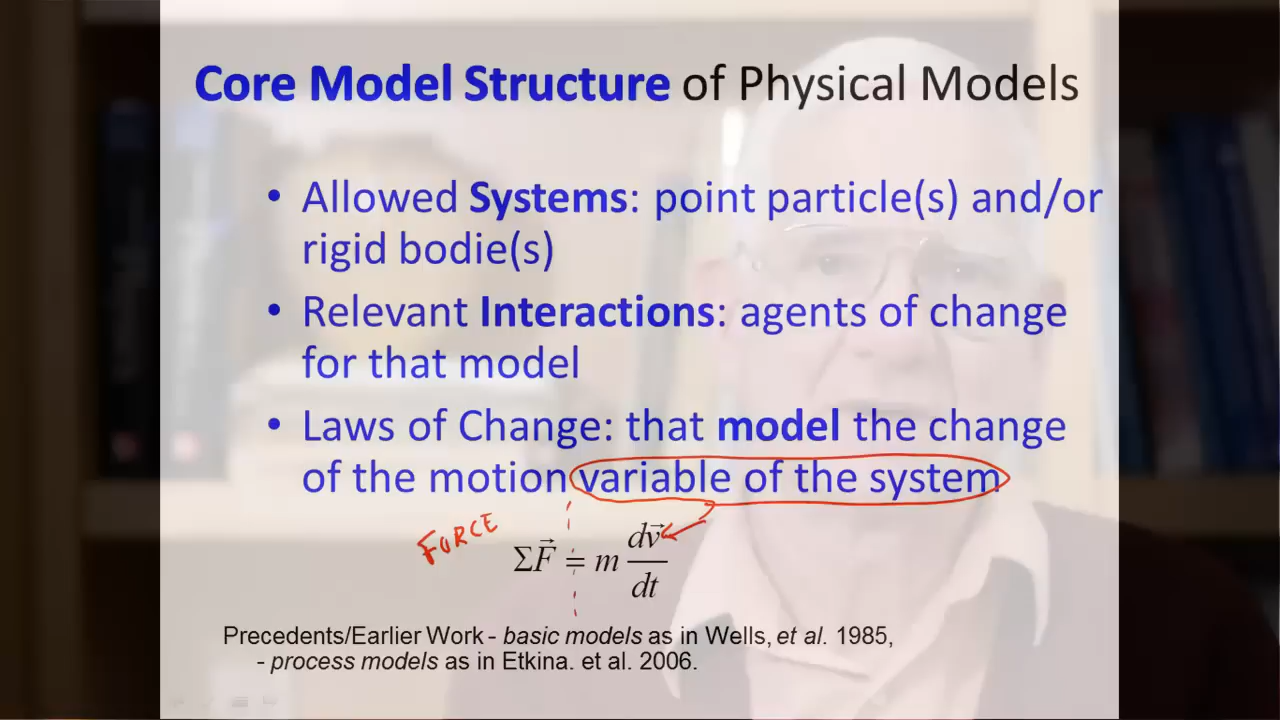 Core Model Structure of Physical Models
• Allowed Systems: point particle(s) and/or
rigid bodie(s)
• Relevant Interactions: agents of change
for that model
• Laws of Change: that model the change
of the motion variable of the system
FORCE
ΣF⃗ = m dv⃗/dt
Precedents/Earlier Work - basic models as in Wells, et al. 1985,
- process models as in Etkina. et al. 2006.